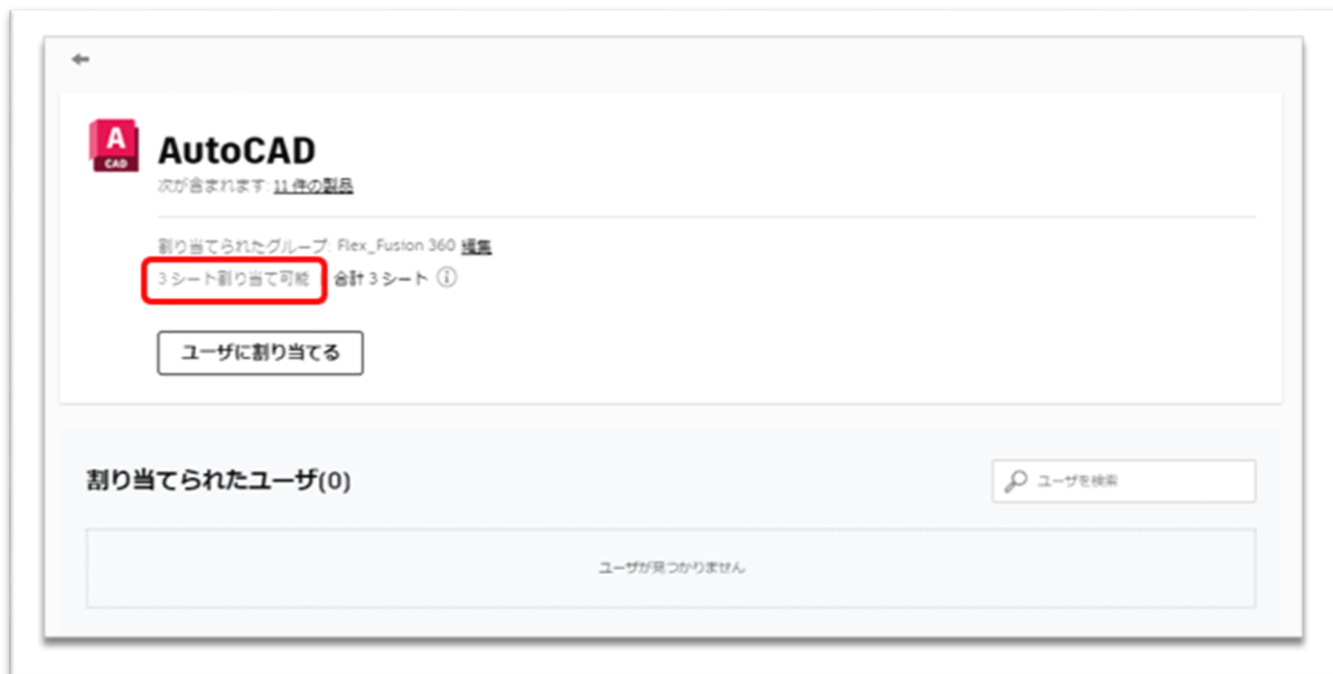 A
CAD
AutoCAD
次が含まれます: 11 件の製品
割り当てられたグループ: Flex_Fusion 360 編集
3 シート割り当て可能 合計 3 シート
ユーザに割り当てる
割り当てられたユーザ(0)
ユーザを検索
ユーザが見つかりません